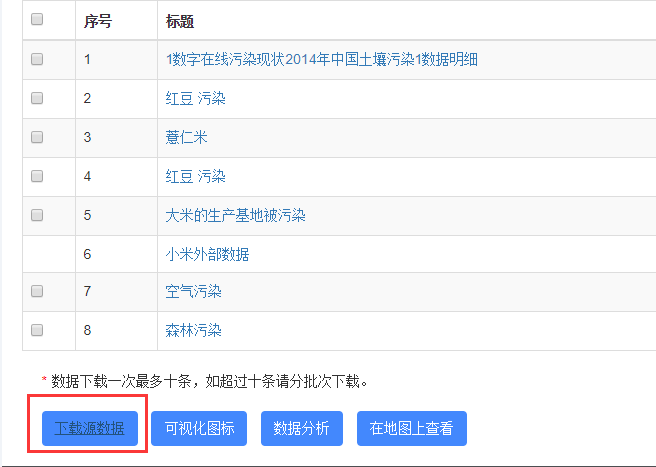 序号 标题
1 1数字在线污染现状2014年中国土壤污染1数据明细
2 红豆 污染
3 薏仁米
4 红豆 污染
5 大米的生产基地被污染
6 小米外部数据
7 空气污染
8 森林污染
* 数据下载一次最多十条，如超过十条请分批次下载。
下载源数据 可视化图标 数据分析 在地图上查看